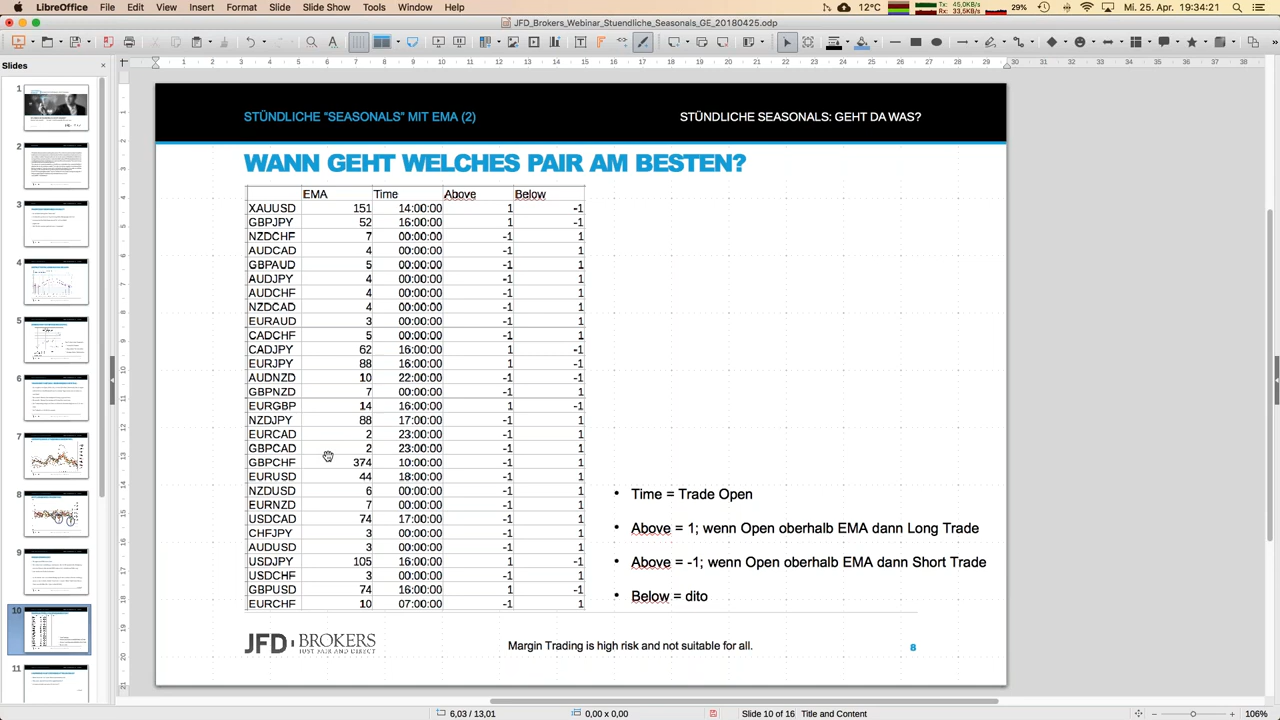 LibreOffice File Edit View Insert Format Slide Slide Show Tools Window Help
12°C Tx: 45,0KB/s Rx: 33,5KB/s 29% Mi. 25. Apr. 19:34:21
JFD_Brokers_Webinar_Stuendliche_Seasonals_GE_20180425.odp
Slides
STÜNDLICHE "SEASONALS" MIT EMA (2)
STÜNDLICHE SEASONALS: GEHT DA WAS?
WANN GEHT WELCHES PAIR AM BESTEN?
EMA Time Above Below
XAUUSD 151 14:00:00 1 -1
GBPJPY 52 16:00:00 1 -1
NZDCHF 7 00:00:00 -1 1
AUDCAD 4 00:00:00 -1 1
GBPAUD 5 00:00:00 -1 1
AUDJPY 4 00:00:00 -1 1
AUDCHF 4 00:00:00 -1 1
NZDCAD 4 00:00:00 -1 1
EURAUD 3 00:00:00 -1 1
CADCHF 5 00:00:00 -1 1
CADJPY 62 16:00:00 1 -1
EURJPY 88 16:00:00 1 -1
AUDNZD 10 22:00:00 -1 1
GBPNZD 7 00:00:00 -1 1
EURGBP 14 16:00:00 1 -1
NZDJPY 88 17:00:00
EURCAD 2 23:00:00 -1 1
GBPCAD 2 23:00:00 -1 1
GBPCHF 374 10:00:00 -1 1
EURUSD 44 18:00:00 -1 1
NZDUSD 7 00:00:00 -1 1
EURNZD 7 00:00:00 -1 1
USDCAD 74 17:00:00
CHFJPY 3 00:00:00 -1 1
AUDUSD 3 00:00:00 -1 1
USDJPY 16:00:00
USDCHF 10:00:00
GBPUSD 74 16:00:00 1 -1
EURCHF 10 07:00:00
• Time = Trade Open
• Above = 1; wenn Open oberhalb EMA dann Long Trade
• Above = -1; wenn Open oberhalb EMA dann Short Trade
• Below = dito
JFD BROKERS
JUST FAIR AND DIRECT
Margin Trading is high risk and not suitable for all.
8
6,03 / 13,01 0,00 x 0,00 Slide 10 of 16 Title and Content 106%